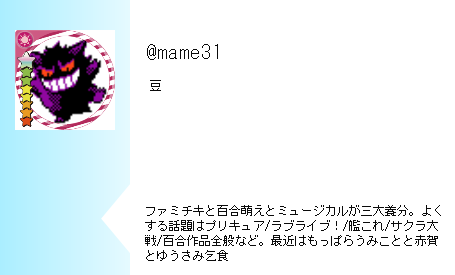 @mame31
豆
ファミチキと百合萌えとミュージカルが三大養分。よく
する話題はプリキュア/ラブライブ！/艦これ/サクラ大
戦/百合作品全般など。最近はもっぱらうみことと赤賀
とゆうさみ乞食